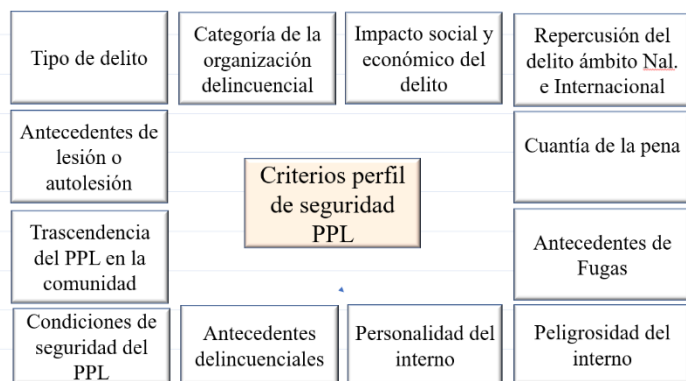 Tipo de delito
Categoría de la
organización
delincuencial
Impacto social y
económico del
delito
Repercusión del
delito ámbito Nal.
e Internacional
Antecedentes de
lesión o
autolesión
Criterios perfil
de seguridad
PPL
Cuantía de la pena
Trascendencia
del PPL en la
comunidad
Antecedentes de
Fugas
Condiciones de
seguridad del
PPL
Antecedentes
delincuenciales
Personalidad del
interno
Peligrosidad del
interno